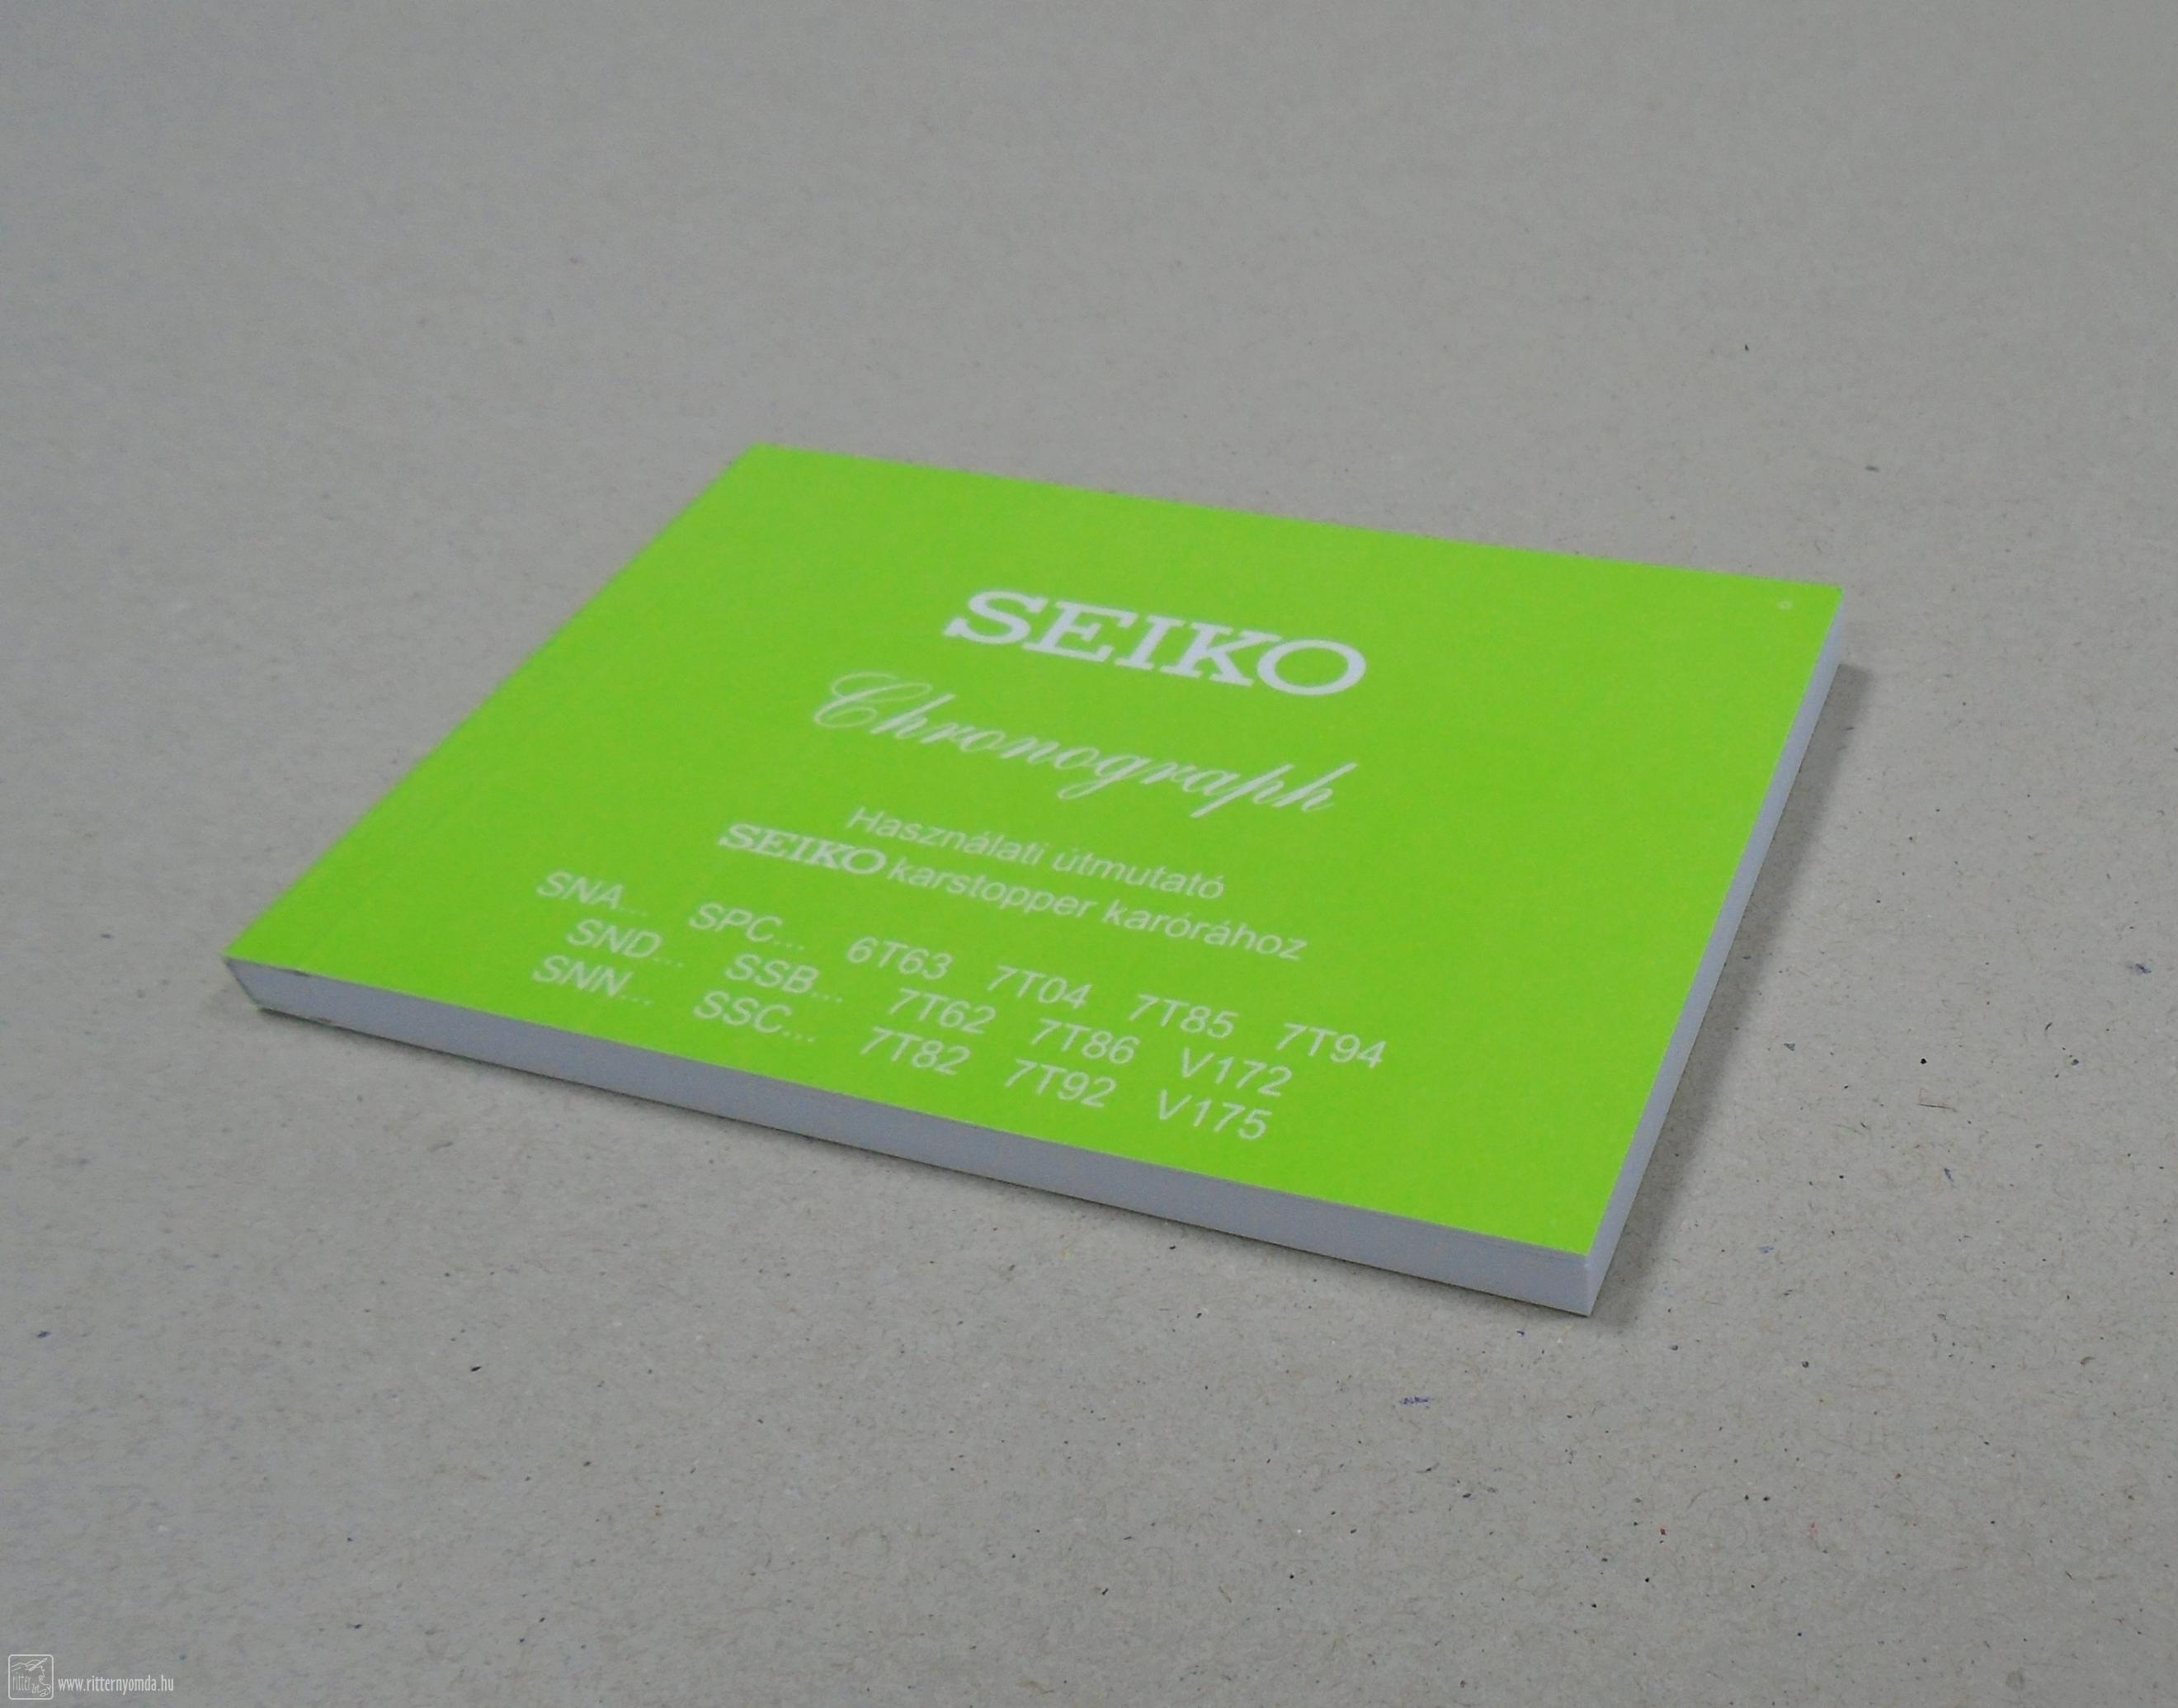 SEIKO
Chronograph
Használati útmutató
SEIKO karstopper karórához
SNA... SPC... 6T63 7T04 7T85 7T94
SND... SSB... 7T62 7T86 V172
SNN... SSC... 7T82 7T92 V175
ritter
www.ritternyomda.hu